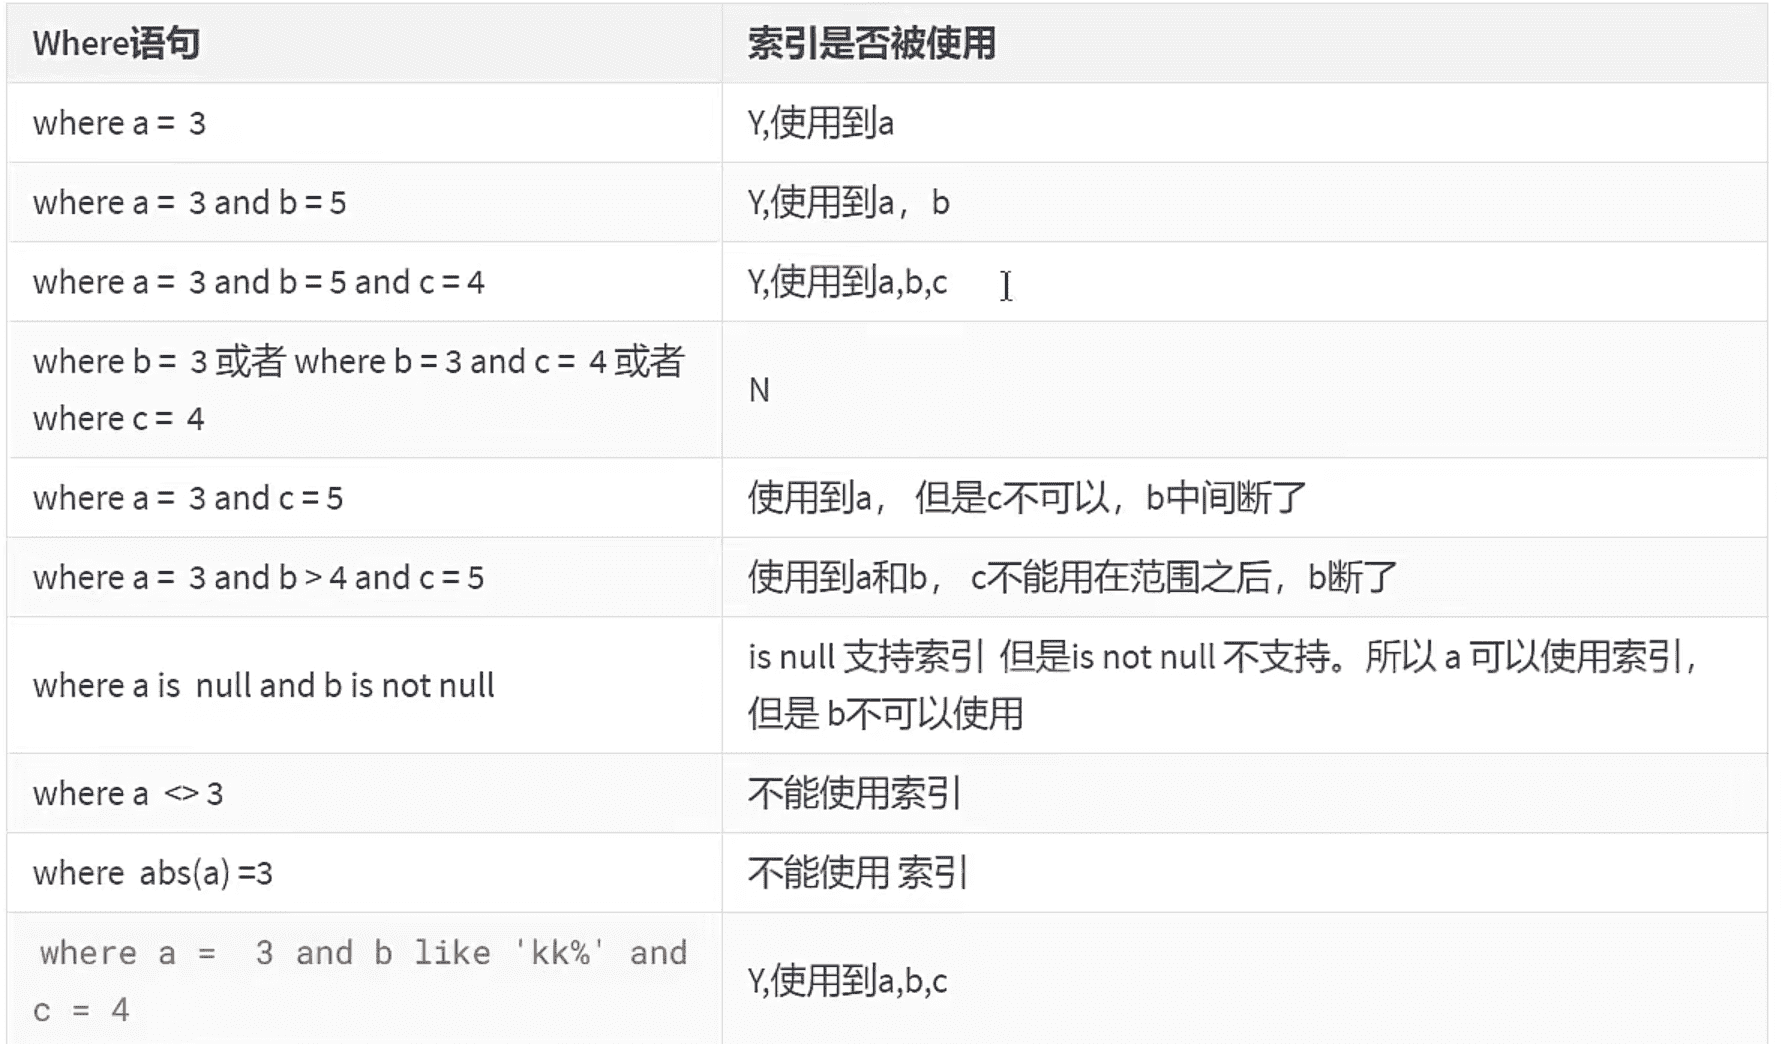 Where语句 索引是否被使用
where a = 3 Y,使用到a
where a = 3 and b = 5 Y,使用到a，b
where a = 3 and b = 5 and c = 4 Y,使用到a,b,c
where b = 3 或者 where b = 3 and c = 4 或者
where c = 4
N
where a = 3 and c = 5 使用到a， 但是c不可以，b中间断了
where a = 3 and b > 4 and c = 5 使用到a和b， c不能用在范围之后，b断了
where a is null and b is not null
is null 支持索引 但是is not null 不支持。所以 a 可以使用索引，
但是 b不可以使用
where a <> 3 不能使用索引
where abs(a) =3 不能使用 索引
where a = 3 and b like 'kk%' and
c = 4
Y,使用到a,b,c